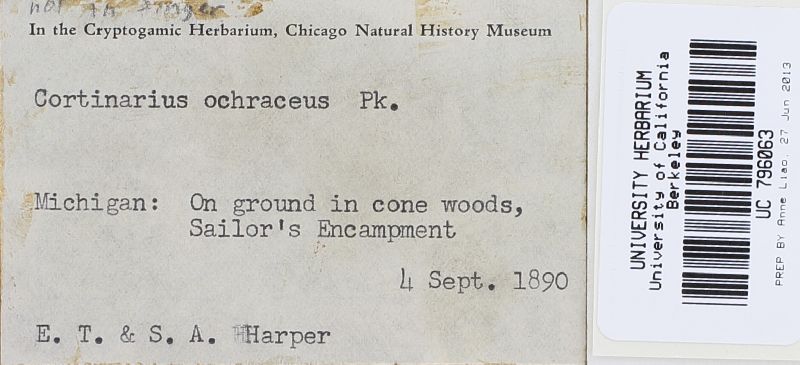 not in
In the Cryptogamic Herbarium, Chicago Natural History Museum
Cortinarius ochraceus Pk.
Michigan: On ground in cone woods,
Sailor's Encampment
4 Sept. 1890
E. T. & S. A. Harper
UNIVERSITY HERBARIUM
University of California
Berkeley
UC 796063
PREP BY Anne Liao, 27 Jun 2013